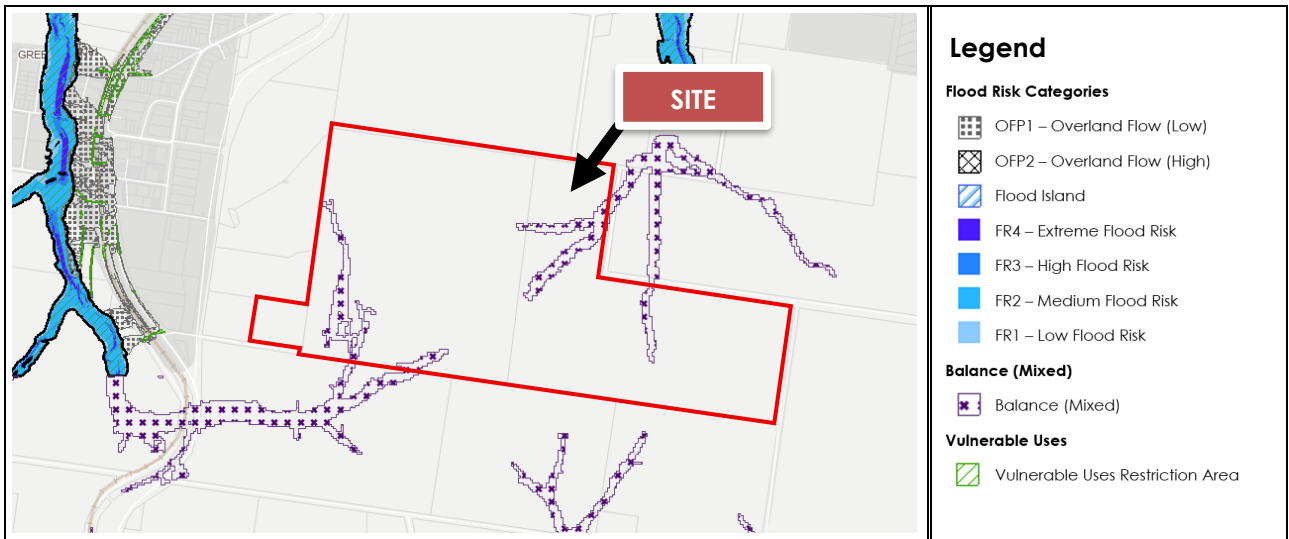 GREE
SITE
Legend
Flood Risk Categories
OFP1 – Overland Flow (Low)
OFP2 – Overland Flow (High)
Flood Island
FR4 – Extreme Flood Risk
FR3 – High Flood Risk
FR2 – Medium Flood Risk
FR1 – Low Flood Risk
Balance (Mixed)
Balance (Mixed)
Vulnerable Uses
Vulnerable Uses Restriction Area